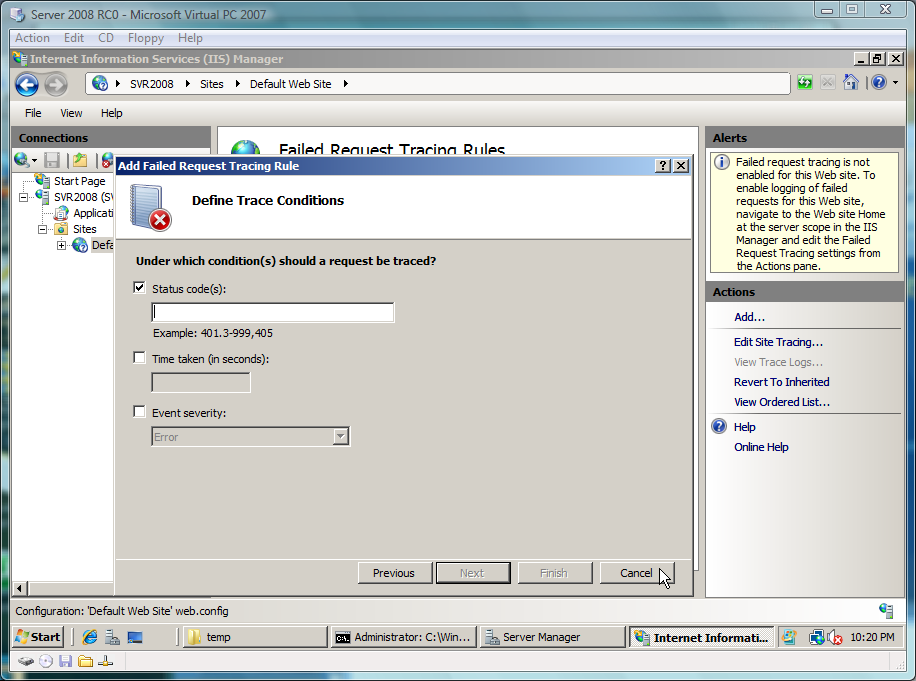 Server 2008 RC0 - Microsoft Virtual PC 2007
Action Edit CD Floppy Help
Internet Information Services (IIS) Manager
SVR2008 Sites Default Web Site
File View Help
Connections
Start Page
SVR2008 (SV
Applicati
Sites
Defa
Failed Request Tracing Rules
Add Failed Request Tracing Rule
Define Trace Conditions
Under which condition(s) should a request be traced?
Status code(s):
Example: 401.3-999,405
Time taken (in seconds):
Event severity:
Error
Previous Next Finish Cancel
Alerts
Failed request tracing is not
enabled for this Web site. To
enable logging of failed
requests for this Web site,
navigate to the Web site Home
at the server scope in the IIS
Manager and edit the Failed
Request Tracing settings from
the Actions pane.
Actions
Add...
Edit Site Tracing...
View Trace Logs...
Revert To Inherited
View Ordered List...
Help
Online Help
Configuration: 'Default Web Site' web.config
Start temp Administrator: C:\Win... Server Manager Internet Informati... 10:20 PM